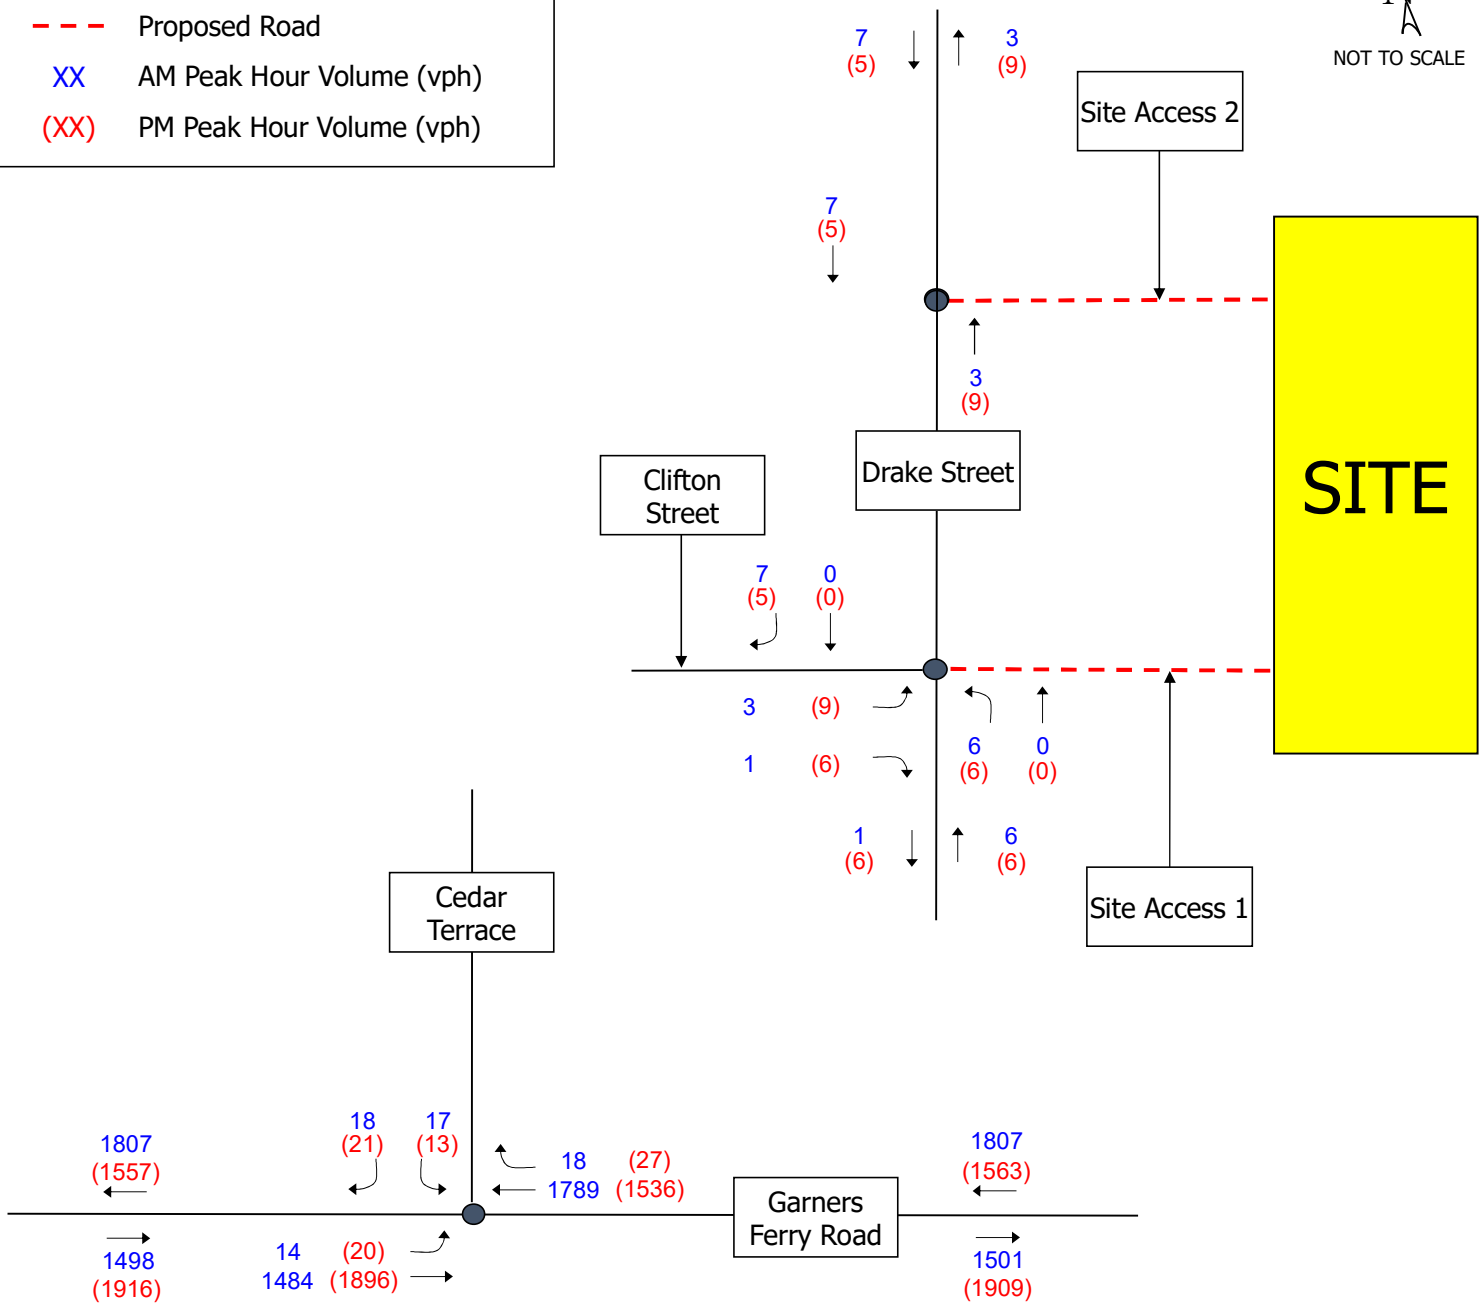 Proposed Road
XX AM Peak Hour Volume (vph)
(XX) PM Peak Hour Volume (vph)
NOT TO SCALE
7 3
(5) (9)
Site Access 2
7
(5)
3
(9)
Drake Street
Clifton
Street
SITE
7 0
(5) (0)
3 (9)
1 (6)
6 0
(6) (0)
1 6
(6) (6)
Site Access 1
Cedar
Terrace
18 17
(21) (13)
1807
(1557)
18 (27)
1789 (1536)
1807
(1563)
Garners
Ferry Road
1498
(1916)
14 (20)
1484 (1896)
1501
(1909)